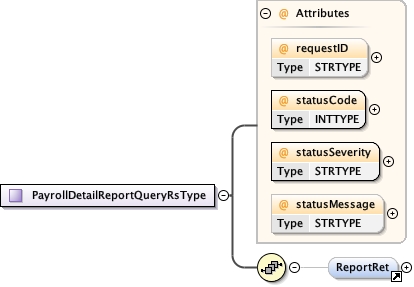 @ Attributes
@ requestID
Type STRTYPE
@ statusCode
Type INTTYPE
@ statusSeverity
Type STRTYPE
PayrollDetailReportQueryRsType
@ statusMessage
Type STRTYPE
ReportRet